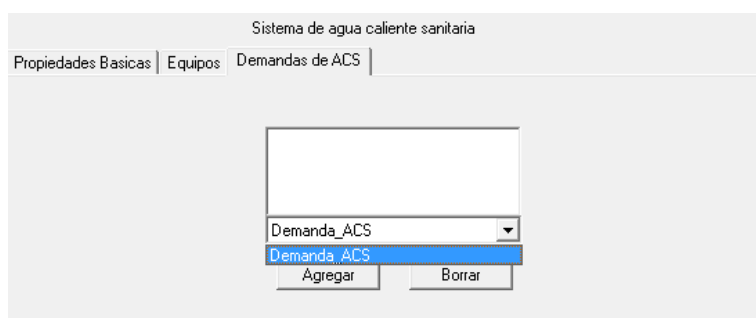 Sistema de agua caliente sanitaria
Propiedades Basicas Equipos Demandas de ACS
Demanda_ACS
Demanda_ACS
Agregar Borrar